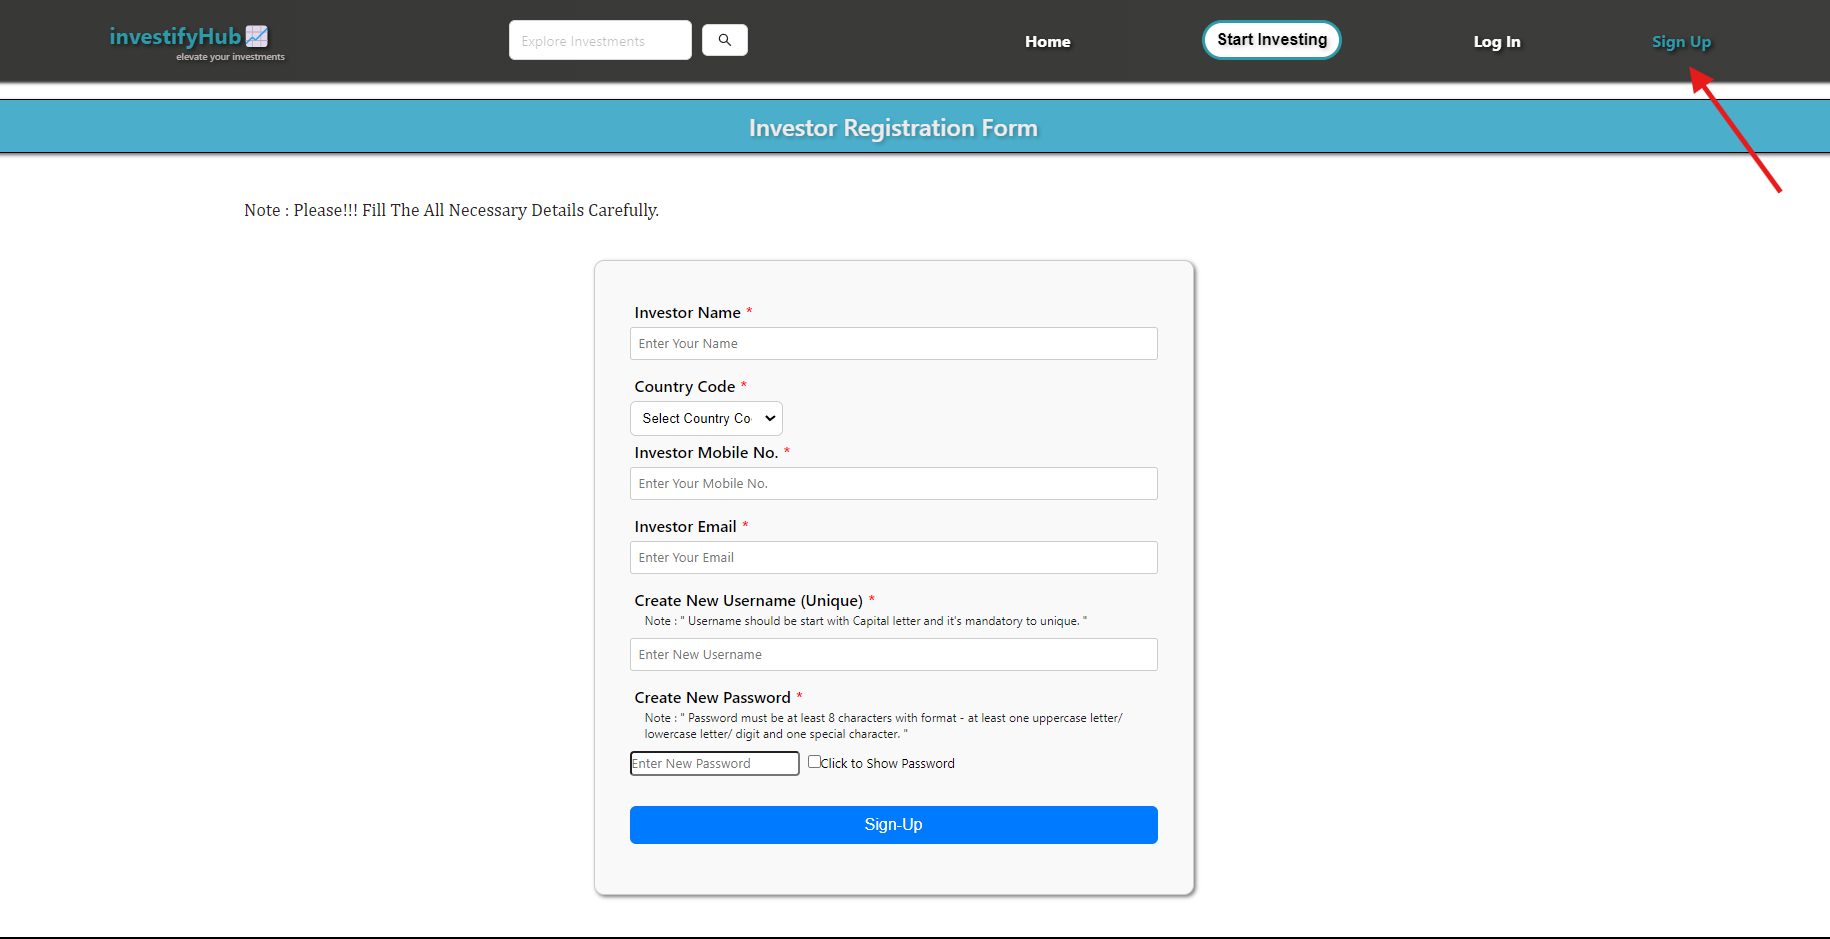 investifyHub
elevate your investments
Explore Investments
Home
Start Investing
Log In
Sign Up
Investor Registration Form
Note : Please!!! Fill The All Necessary Details Carefully.
Investor Name *
Enter Your Name
Country Code *
Select Country Co
Investor Mobile No. *
Enter Your Mobile No.
Investor Email *
Enter Your Email
Create New Username (Unique) *
Note : " Username should be start with Capital letter and it's mandatory to unique. "
Enter New Username
Create New Password *
Note : " Password must be at least 8 characters with format - at least one uppercase letter/
lowercase letter/ digit and one special character. "
Enter New Password
Click to Show Password
Sign-Up